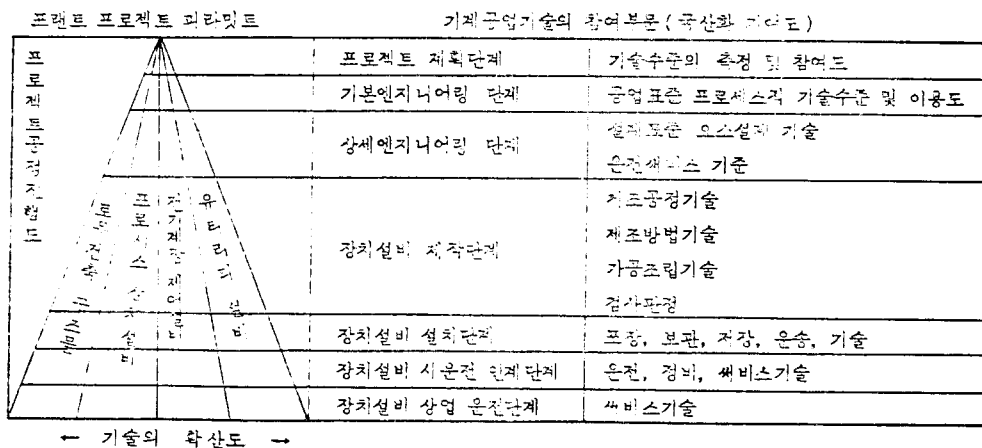 프랜트 프로젝트 피라밋트
기계공업기술의 참여부문 (국산화 기여도)
프로젝트공정진행도
프로세스 장치설비
유티리티 설비
프로젝트 계획단계
기술수준의 측정 및 참여도
기본엔지니어링 단계
공업표준 프로세스적 기술수준 및 이용도
상세엔지니어링 단계
설계표준 요소설계 기술
운전써비스 기준
장치설비 제작단계
제조공정기술
제조방법기술
가공조립기술
검사판정
장치설비 설치단계
포장, 보관, 저장, 운송, 기술
장치설비 시운전 인계단계
운전, 정비, 써비스기술
장치설비 상업 운전단계
써비스기술
← 기술의 확산도 →